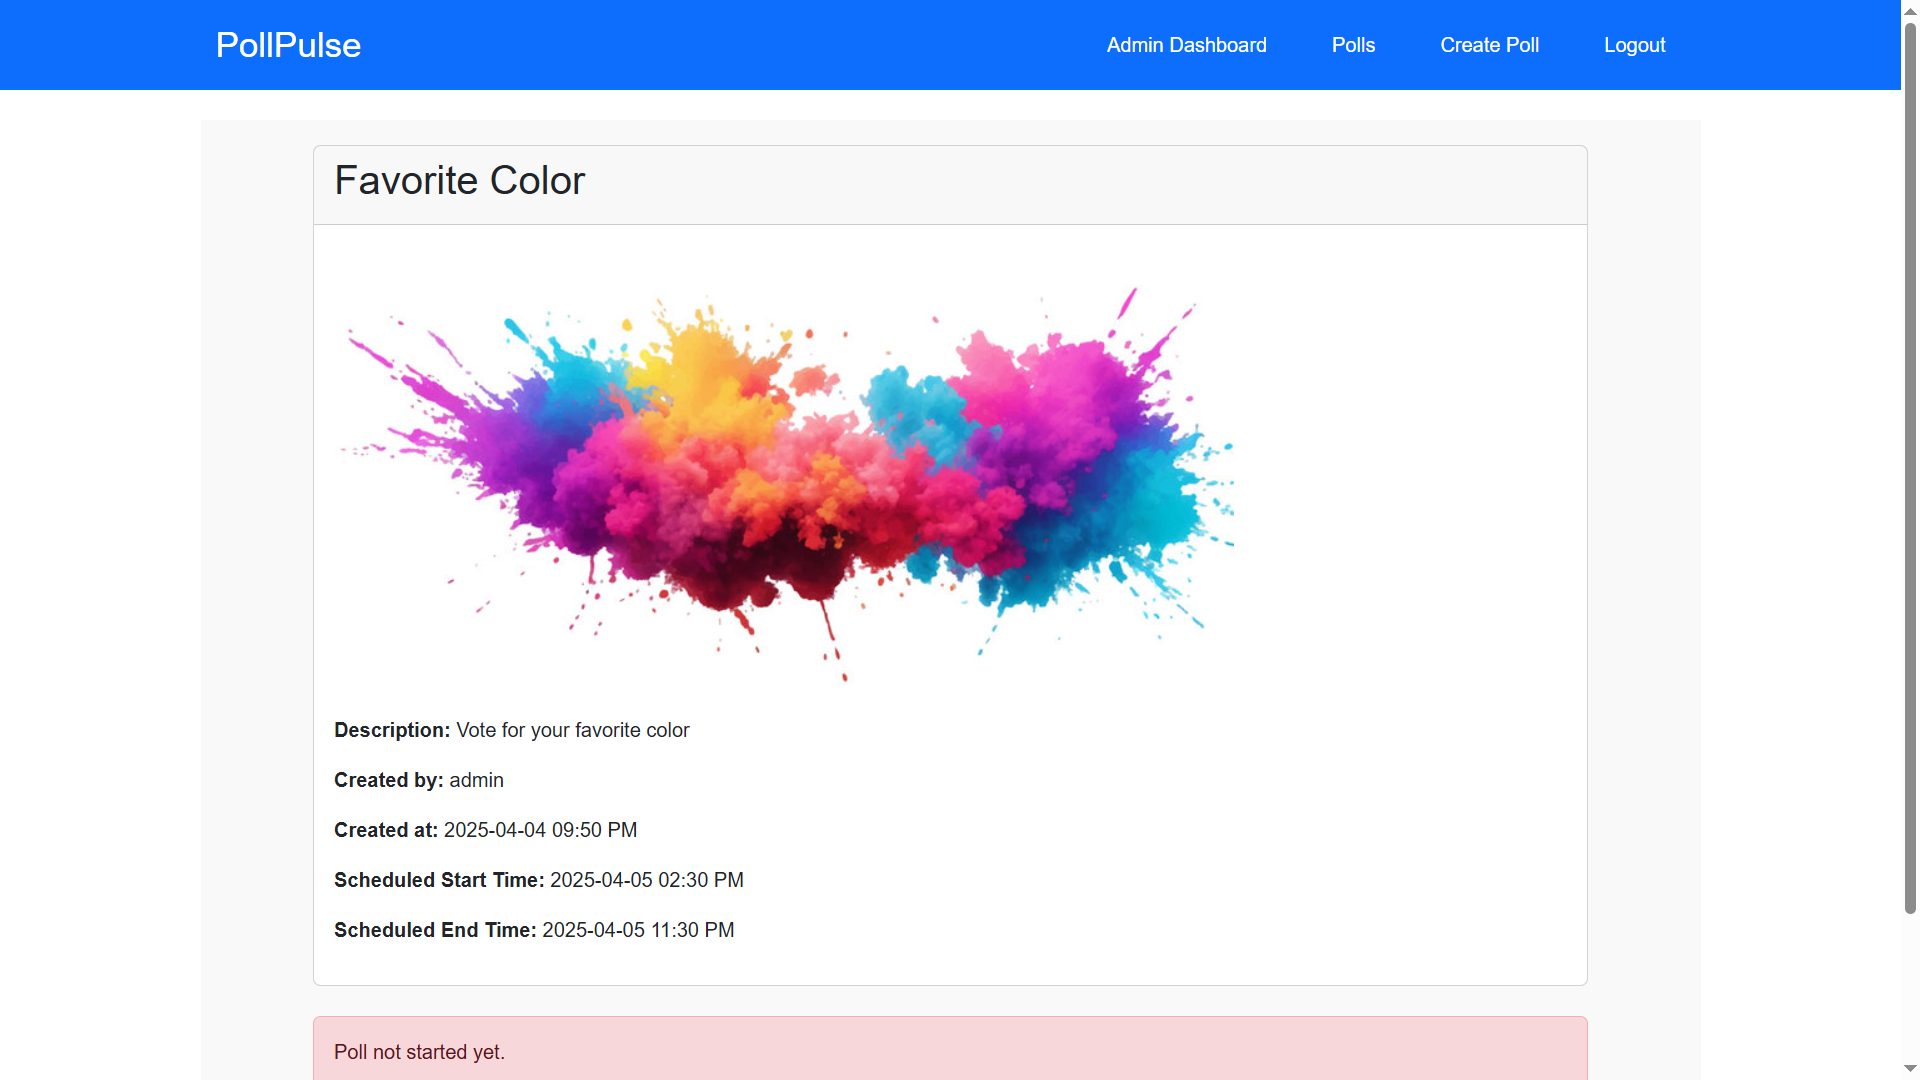 PollPulse
Admin Dashboard Polls Create Poll Logout
Favorite Color
Description: Vote for your favorite color
Created by: admin
Created at: 2025-04-04 09:50 PM
Scheduled Start Time: 2025-04-05 02:30 PM
Scheduled End Time: 2025-04-05 11:30 PM
Poll not started yet.